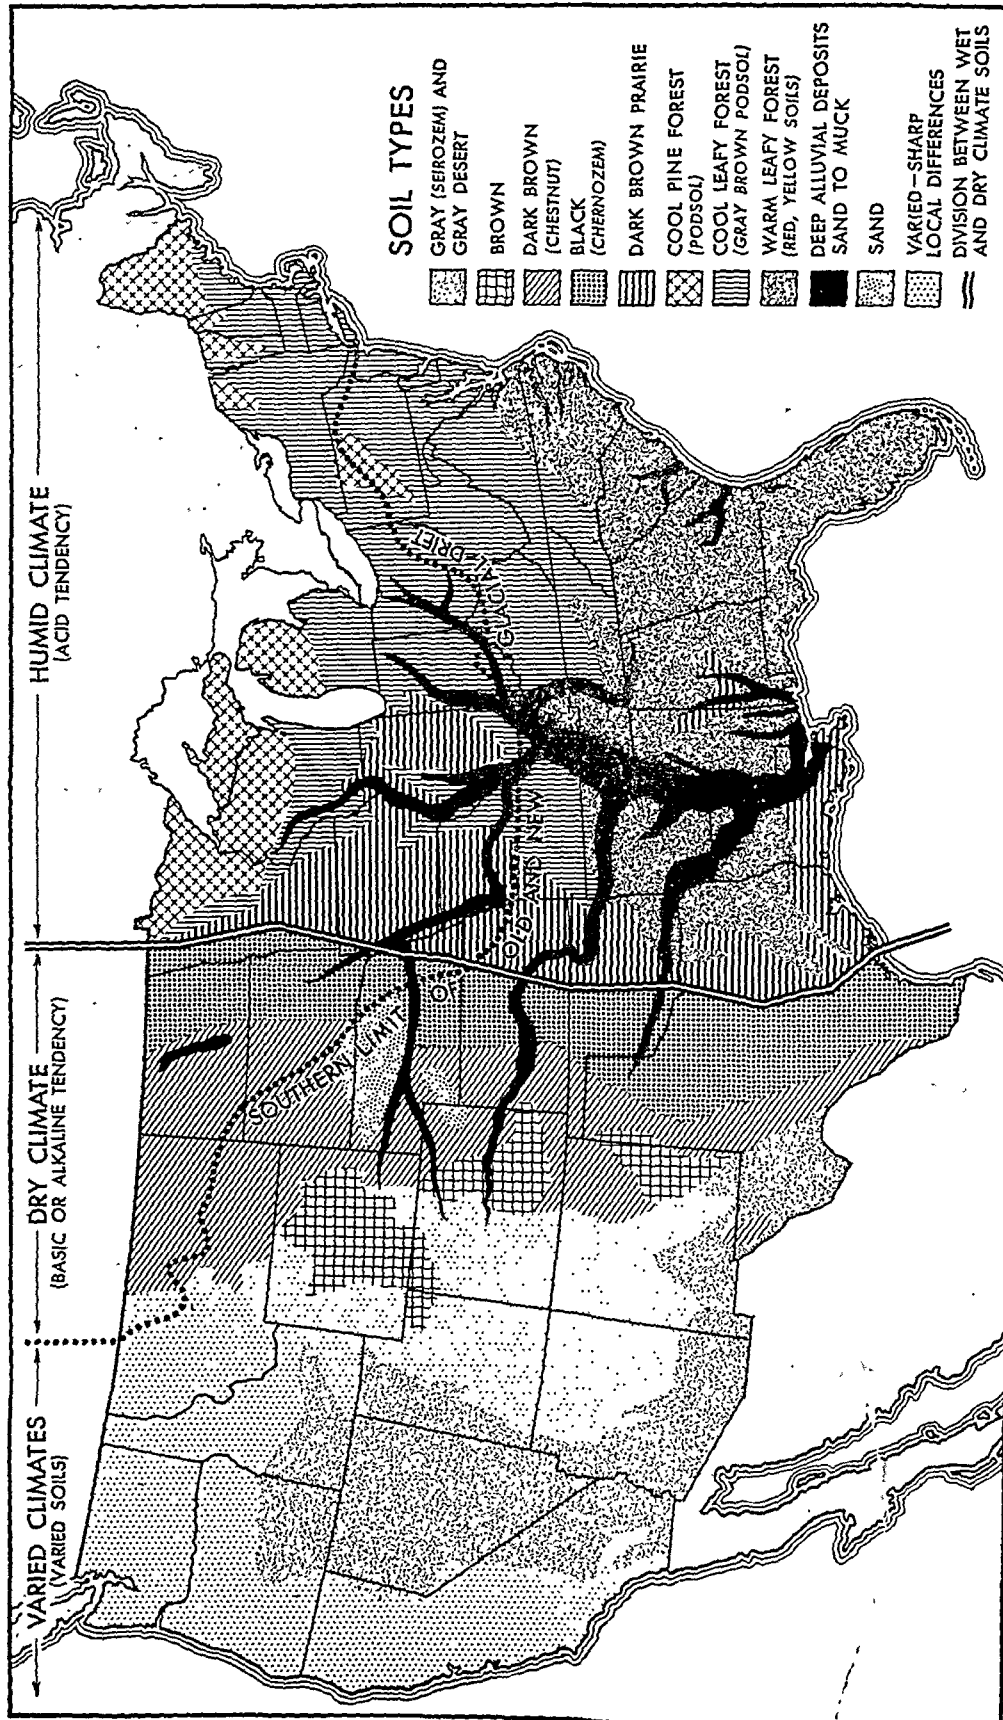 VARIED CLIMATES
(VARIED SOILS)
DRY CLIMATE
(BASIC OR ALKALINE TENDENCY)
HUMID CLIMATE
(ACID TENDENCY)
SOUTHERN LIMIT OF OLD AND NEW GLACIAL DRIFT
SOIL TYPES
GRAY (SEIROZEM) AND
GRAY DESERT
BROWN
DARK BROWN
(CHESTNUT)
BLACK
(CHERNOZEM)
DARK BROWN PRAIRIE
COOL PINE FOREST
(PODSOL)
COOL LEAFY FOREST
(GRAY BROWN PODSOL)
WARM LEAFY FOREST
(RED, YELLOW SOILS)
DEEP ALLUVIAL DEPOSITS
SAND TO MUCK
SAND
VARIED—SHARP
LOCAL DIFFERENCES
DIVISION BETWEEN WET
AND DRY CLIMATE SOILS